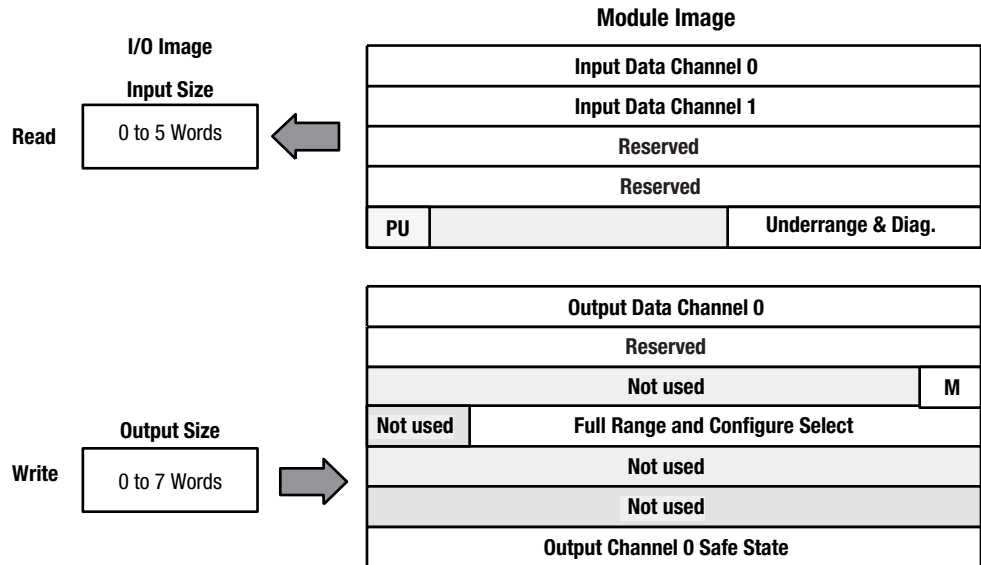 Module Image
I/O Image
Input Size
Read
0 to 5 Words
Input Data Channel 0
Input Data Channel 1
Reserved
Reserved
PU
Underrange & Diag.
Output Size
Write
0 to 7 Words
Output Data Channel 0
Reserved
Not used
M
Not used
Full Range and Configure Select
Not used
Not used
Output Channel 0 Safe State